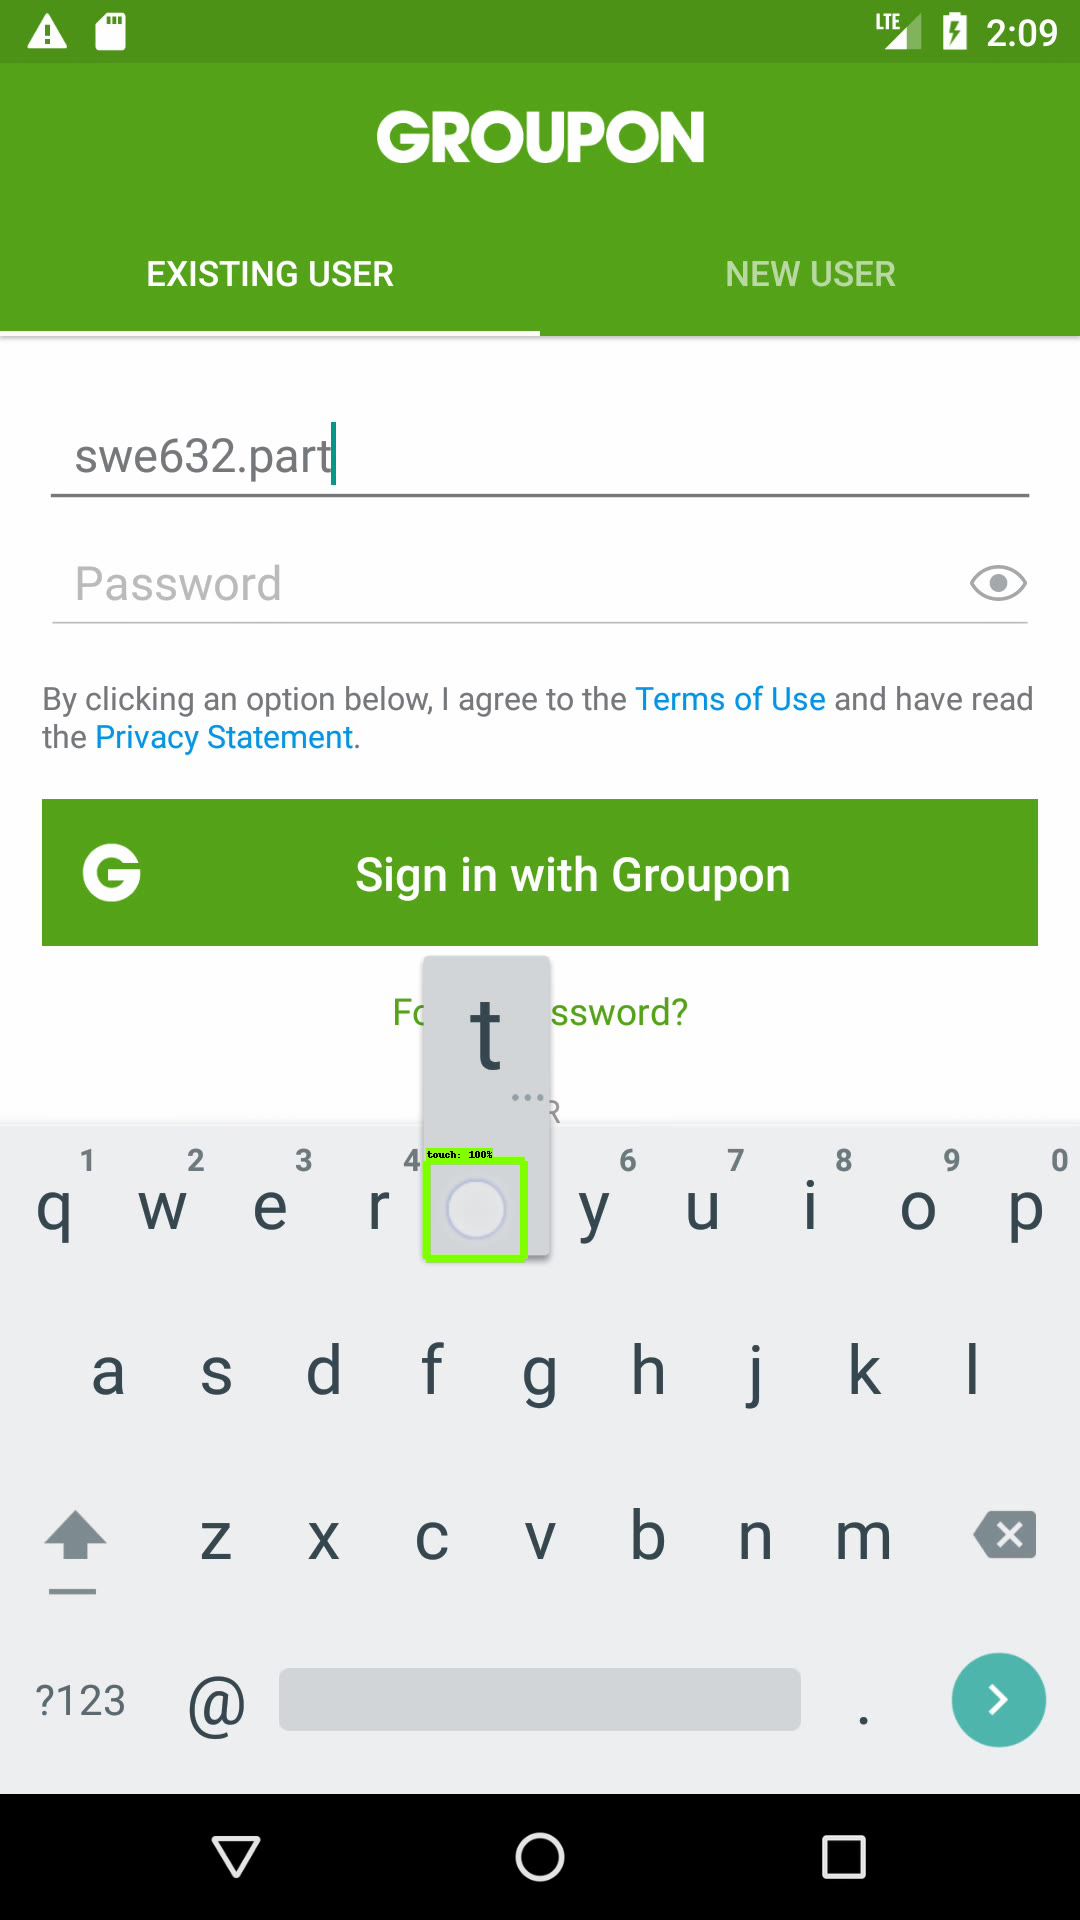 LTE 2:09
GROUPON
EXISTING USER NEW USER
swe632.part
Password
By clicking an option below, I agree to the Terms of Use and have read
the Privacy Statement.
G Sign in with Groupon
t
Fo ssword?
R
touch: 100%
1 2 3 4 6 7 8 9 0
q w e r y u i o p
a s d f g h j k l
z x c v b n m
?123 @ .